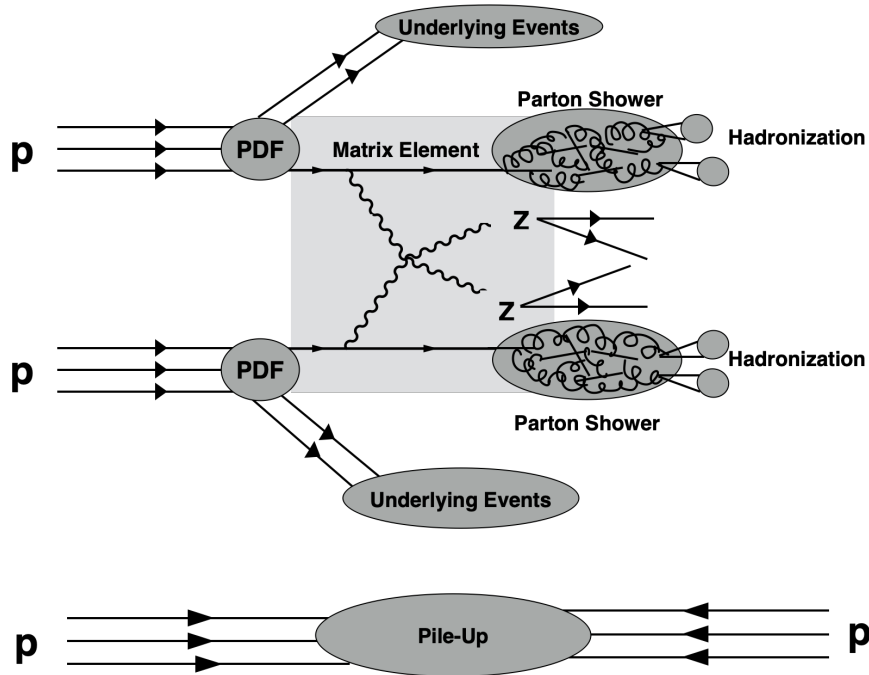 Underlying Events
Parton Shower
p
PDF
Matrix Element
Hadronization
Z
Z
p
PDF
Hadronization
Parton Shower
Underlying Events
p
Pile-Up
p